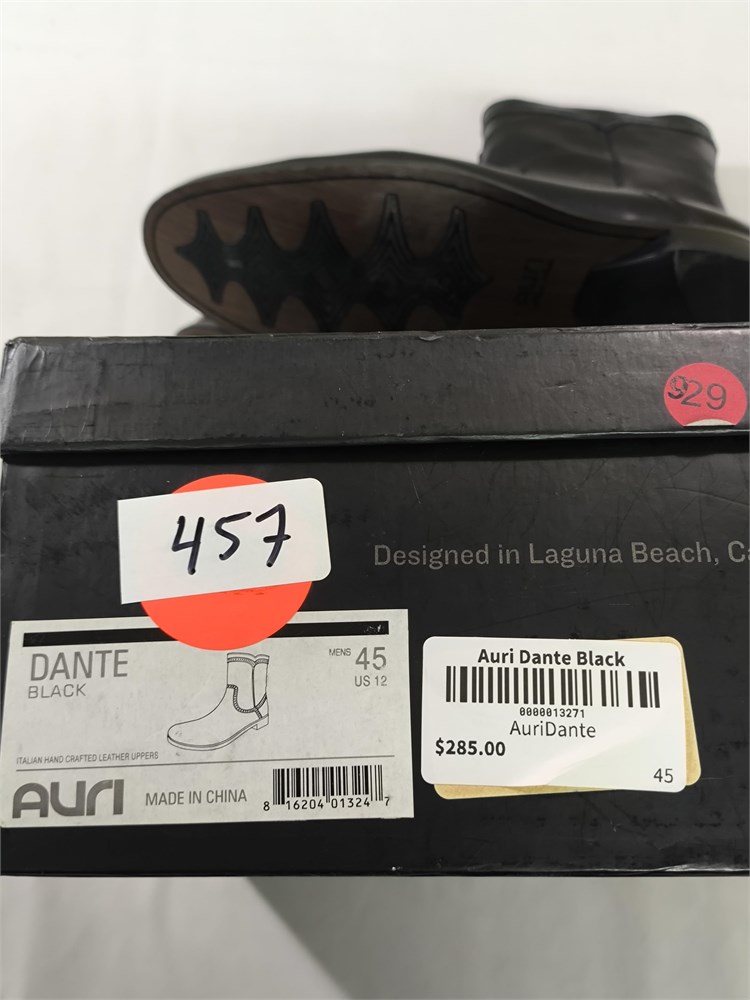 $29
457
Designed in Laguna Beach, Ca
DANTE
BLACK
MENS 45
US 12
ITALIAN HAND CRAFTED LEATHER UPPERS
AURI
MADE IN CHINA
8 16204 01324 7
Auri Dante Black
0000013271
AuriDante
$285.00
45